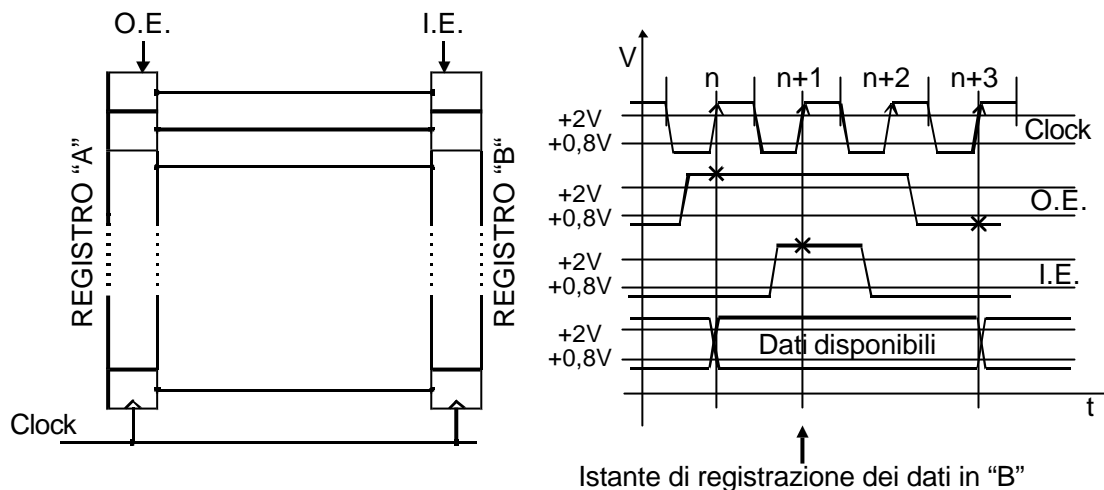 O.E.
I.E.
REGISTRO “A”
REGISTRO “B”
Clock
V
n
n+1
n+2
n+3
+2V
+0,8V
Clock
+2V
+0,8V
O.E.
+2V
+0,8V
I.E.
+2V
+0,8V
Dati disponibili
t
Istante di registrazione dei dati in “B”